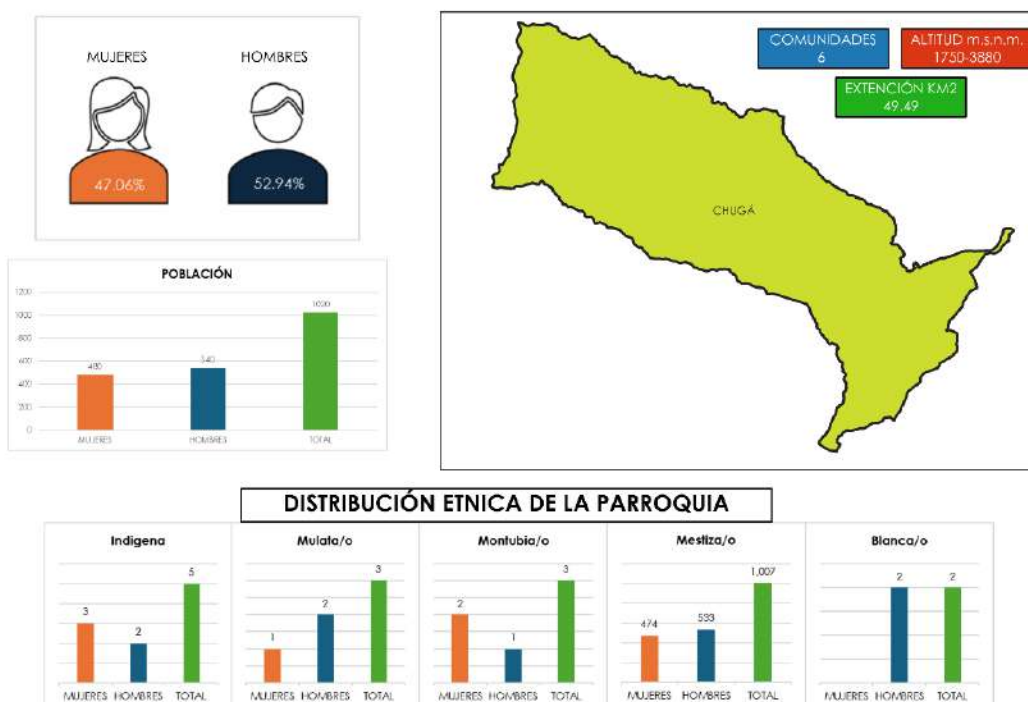 MUJERES
HOMBRES
47.06%
52.94%
COMUNIDADES
6
ALTITUD m.s.n.m.
1750-3880
EXTENCIÓN KM2
49.49
CHUGÁ
POBLACIÓN
1200
1000
800
600
400
200
0
480
540
1020
MUJERES
HOMBRES
TOTAL
DISTRIBUCIÓN ETNICA DE LA PARROQUIA
Indigena
3
2
5
MUJERES HOMBRES TOTAL
Mulata/o
1
2
3
MUJERES HOMBRES TOTAL
Montubia/o
2
1
3
MUJERES HOMBRES TOTAL
Mestiza/o
474
533
1,007
MUJERES HOMBRES TOTAL
Blanca/o
2
2
MUJERES HOMBRES TOTAL